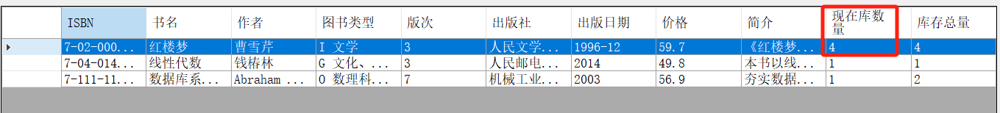 ISBN 书名 作者 图书类型 版次 出版社 出版日期 价格 简介 现在库数量 库存总量
7-02-000... 红楼梦 曹雪芹 I 文学 3 人民文学... 1996-12 59.7 《红楼梦... 4 4
7-04-014... 线性代数 钱椿林 G 文化、... 3 人民邮电... 2014 49.8 本书以线... 1 1
7-111-11... 数据库系... Abraham ... O 数理科... 7 机械工业... 2003 56.9 夯实数据... 1 2